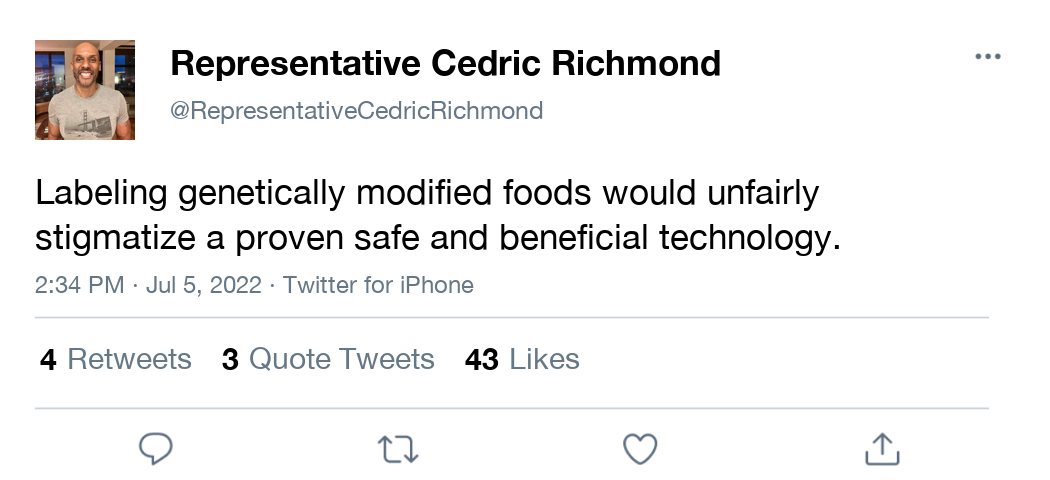 Representative Cedric Richmond
@RepresentativeCedricRichmond
Labeling genetically modified foods would unfairly
stigmatize a proven safe and beneficial technology.
2:34 PM · Jul 5, 2022 · Twitter for iPhone
4 Retweets 3 Quote Tweets 43 Likes